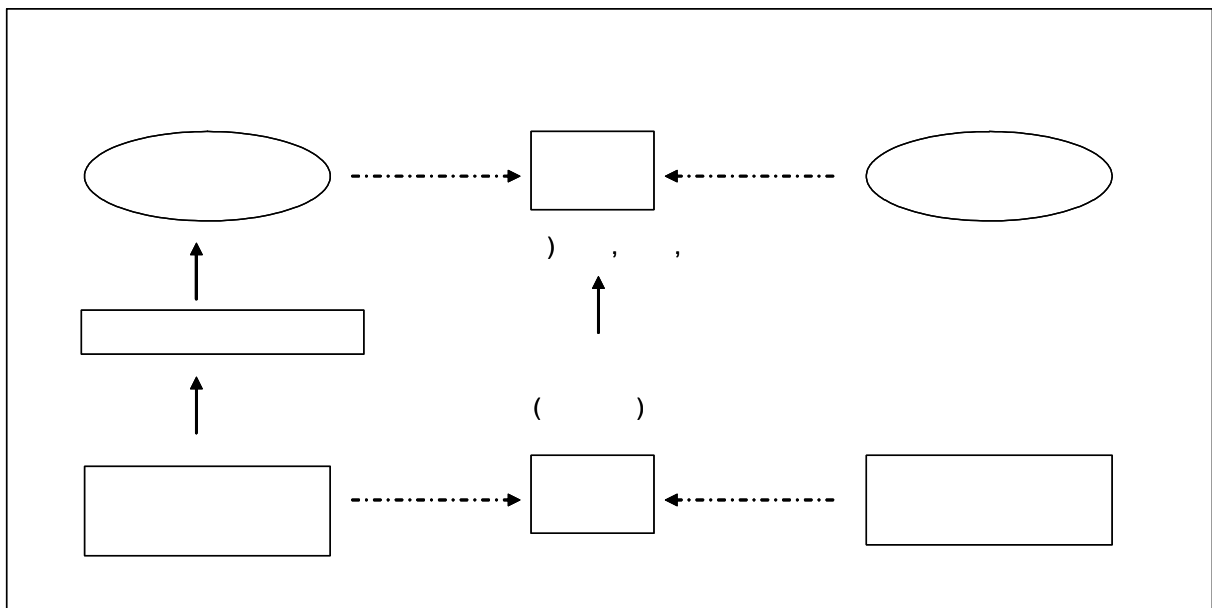 ) , ,
( )